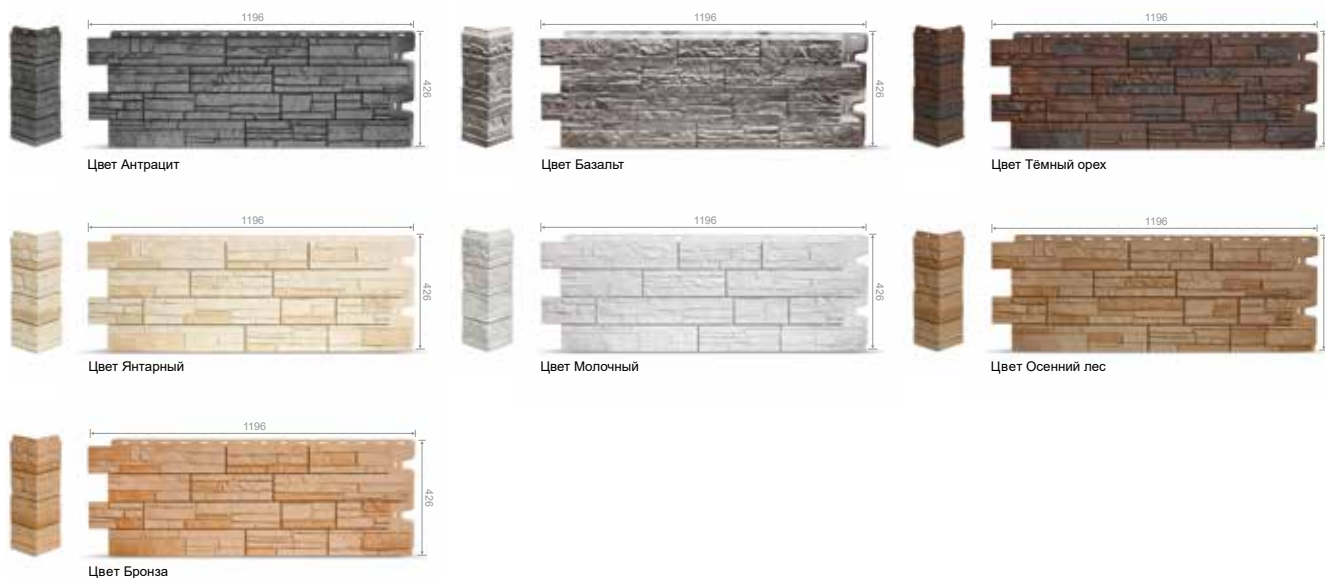 1196
1196
1196
426
426
Цвет Антрацит
Цвет Базальт
Цвет Тёмный орех
1196
1196
1196
426
426
Цвет Янтарный
Цвет Молочный
Цвет Осенний лес
1196
426
Цвет Бронза